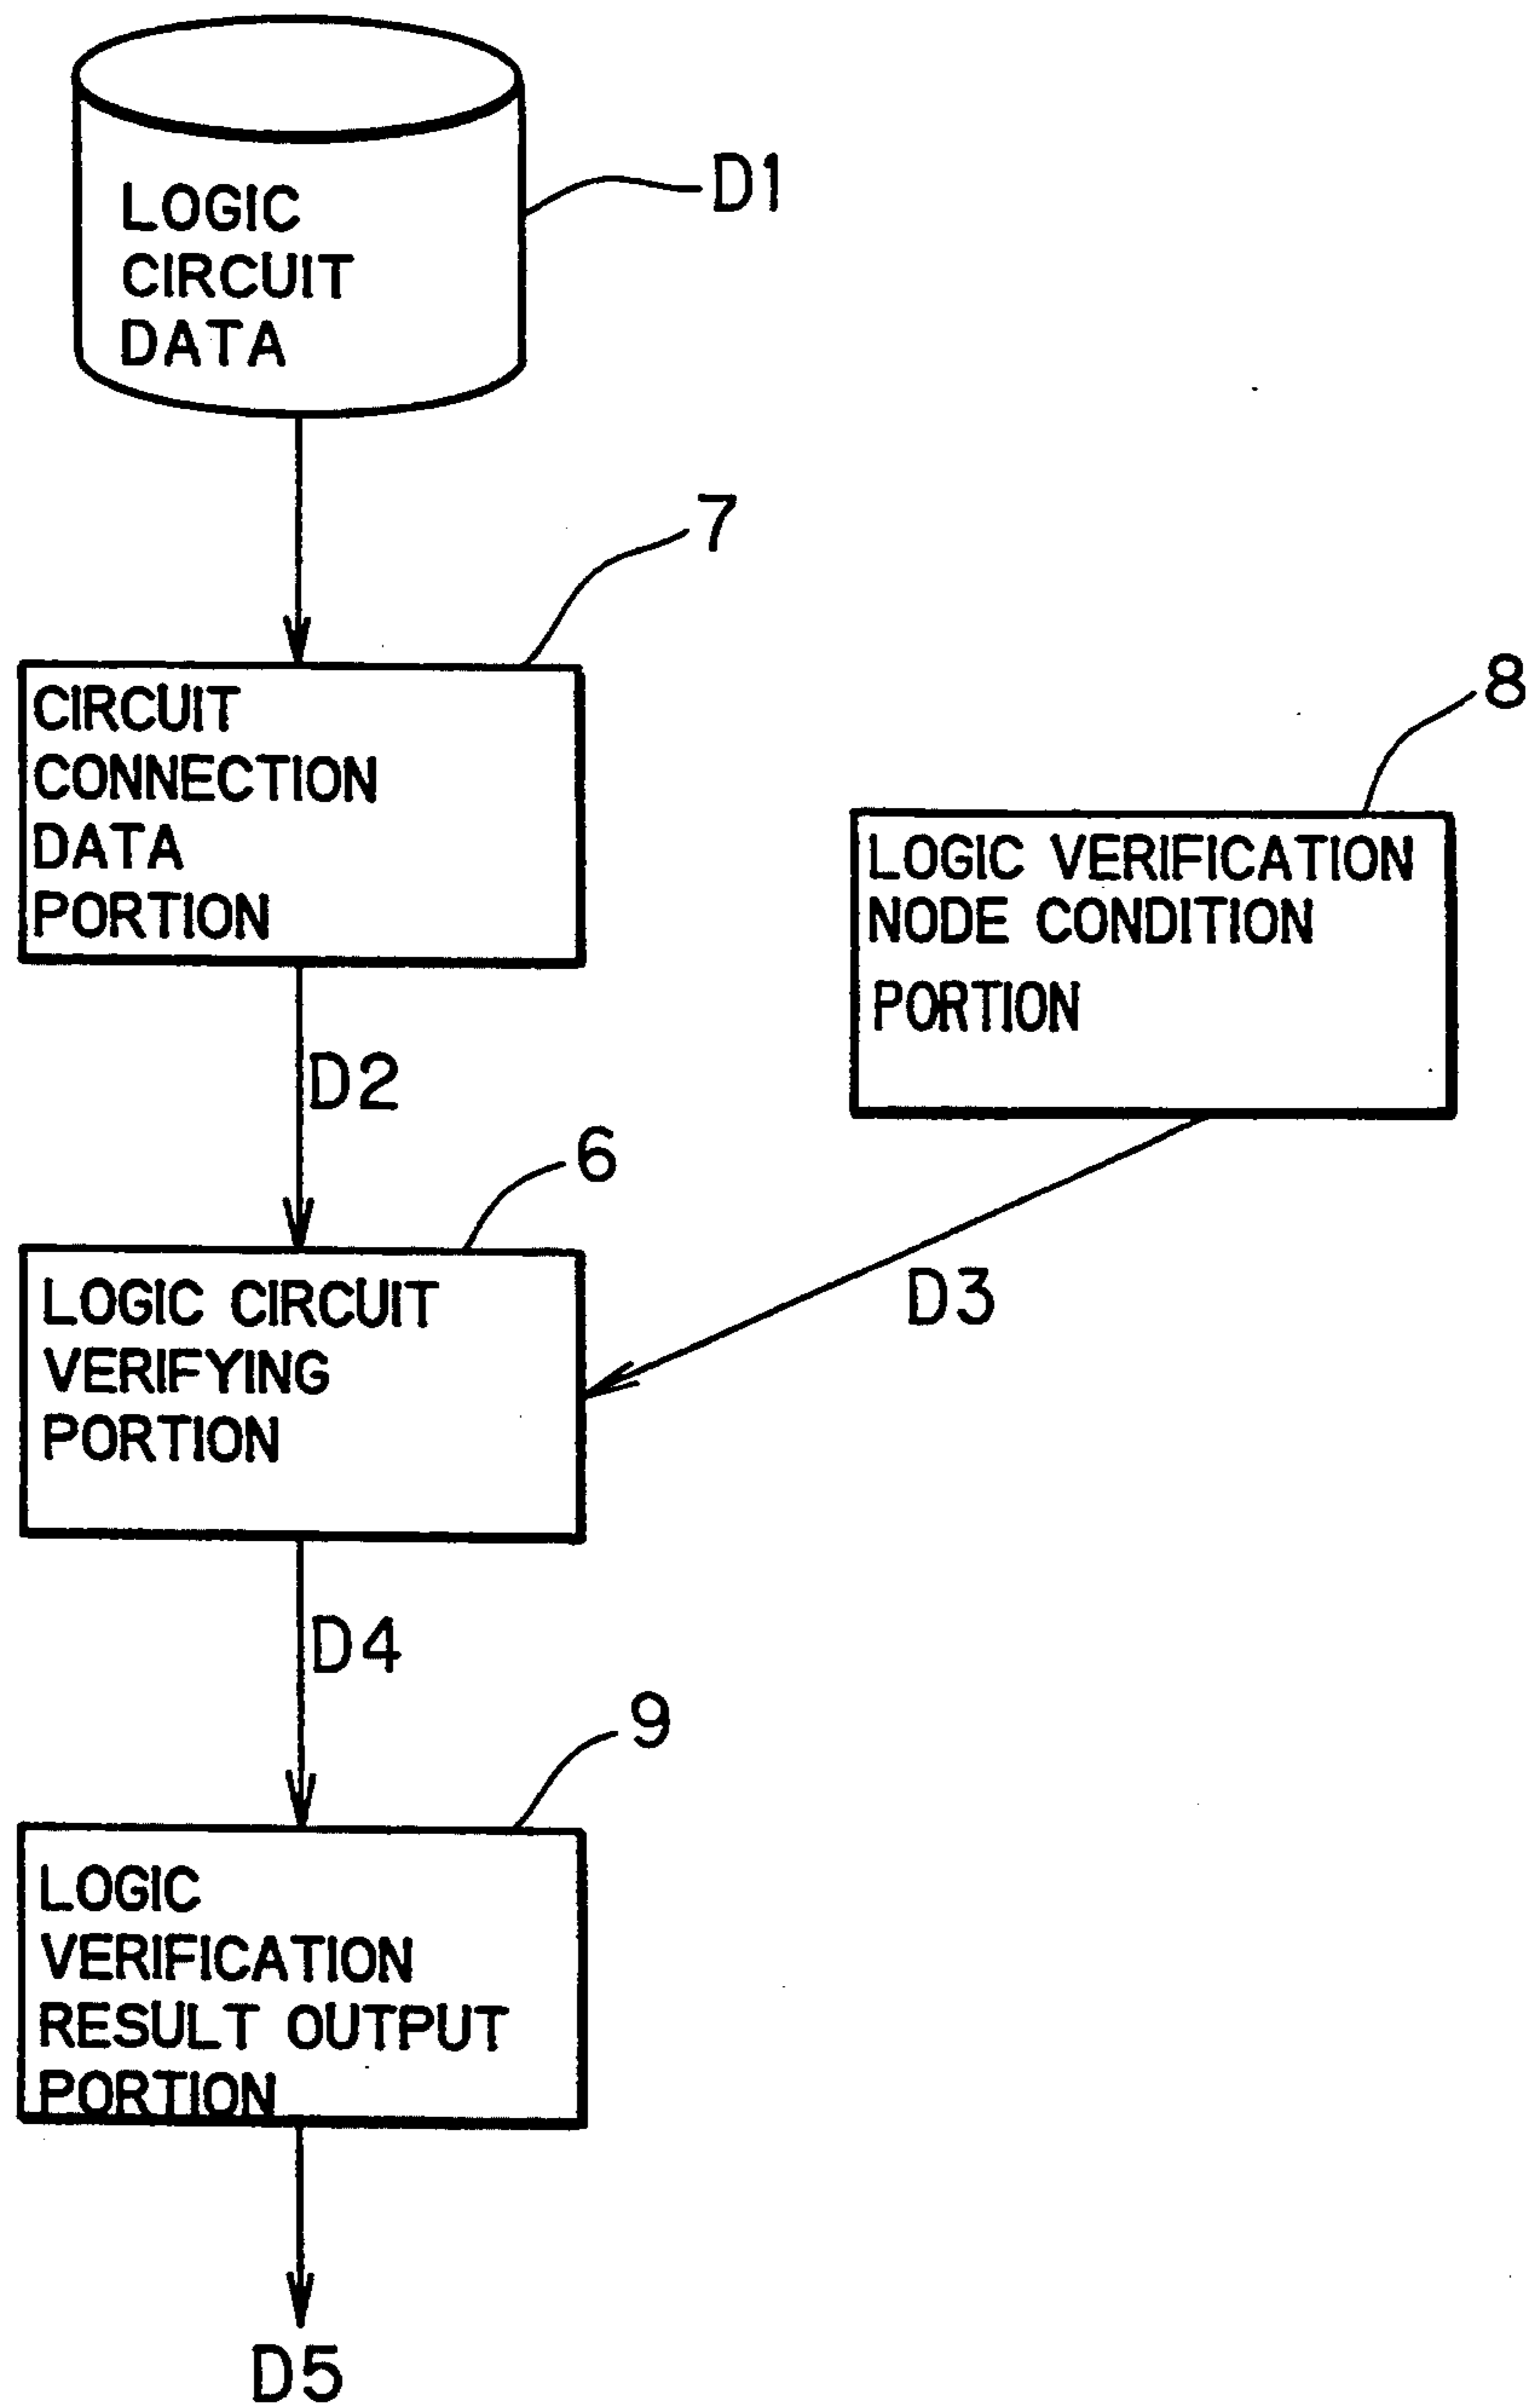 LOGIC
CIRCUIT
DATA
D1
7
CIRCUIT
CONNECTION
DATA
PORTION
8
LOGIC VERIFICATION
NODE CONDITION
PORTION
D2
6
LOGIC CIRCUIT
VERIFYING
PORTION
D3
D4
9
LOGIC
VERIFICATION
RESULT OUTPUT
PORTION
D5